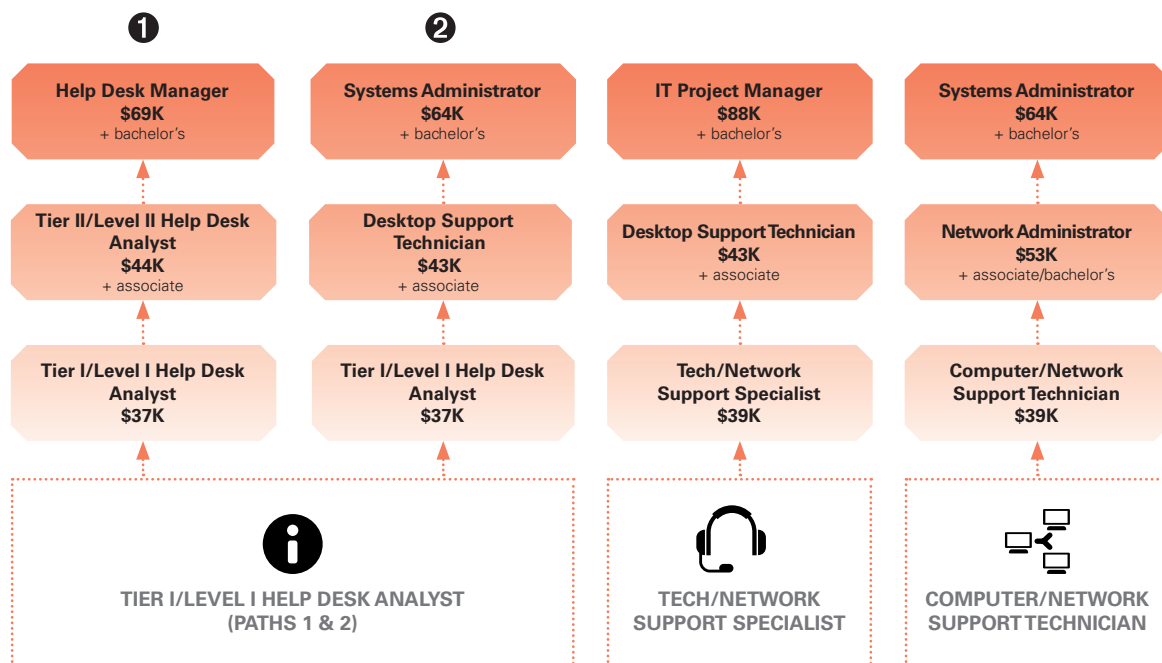 1
2
Help Desk Manager
$69K
+ bachelor's
Systems Administrator
$64K
+ bachelor's
IT Project Manager
$88K
+ bachelor's
Systems Administrator
$64K
+ bachelor's
Tier II/Level II Help Desk
Analyst
$44K
+ associate
Desktop Support
Technician
$43K
+ associate
Desktop Support Technician
$43K
+ associate
Network Administrator
$53K
+ associate/bachelor's
Tier I/Level I Help Desk
Analyst
$37K
Tier I/Level I Help Desk
Analyst
$37K
Tech/Network
Support Specialist
$39K
Computer/Network
Support Technician
$39K
TIER I/LEVEL I HELP DESK ANALYST
(PATHS 1 & 2)
TECH/NETWORK
SUPPORT SPECIALIST
COMPUTER/NETWORK
SUPPORT TECHNICIAN